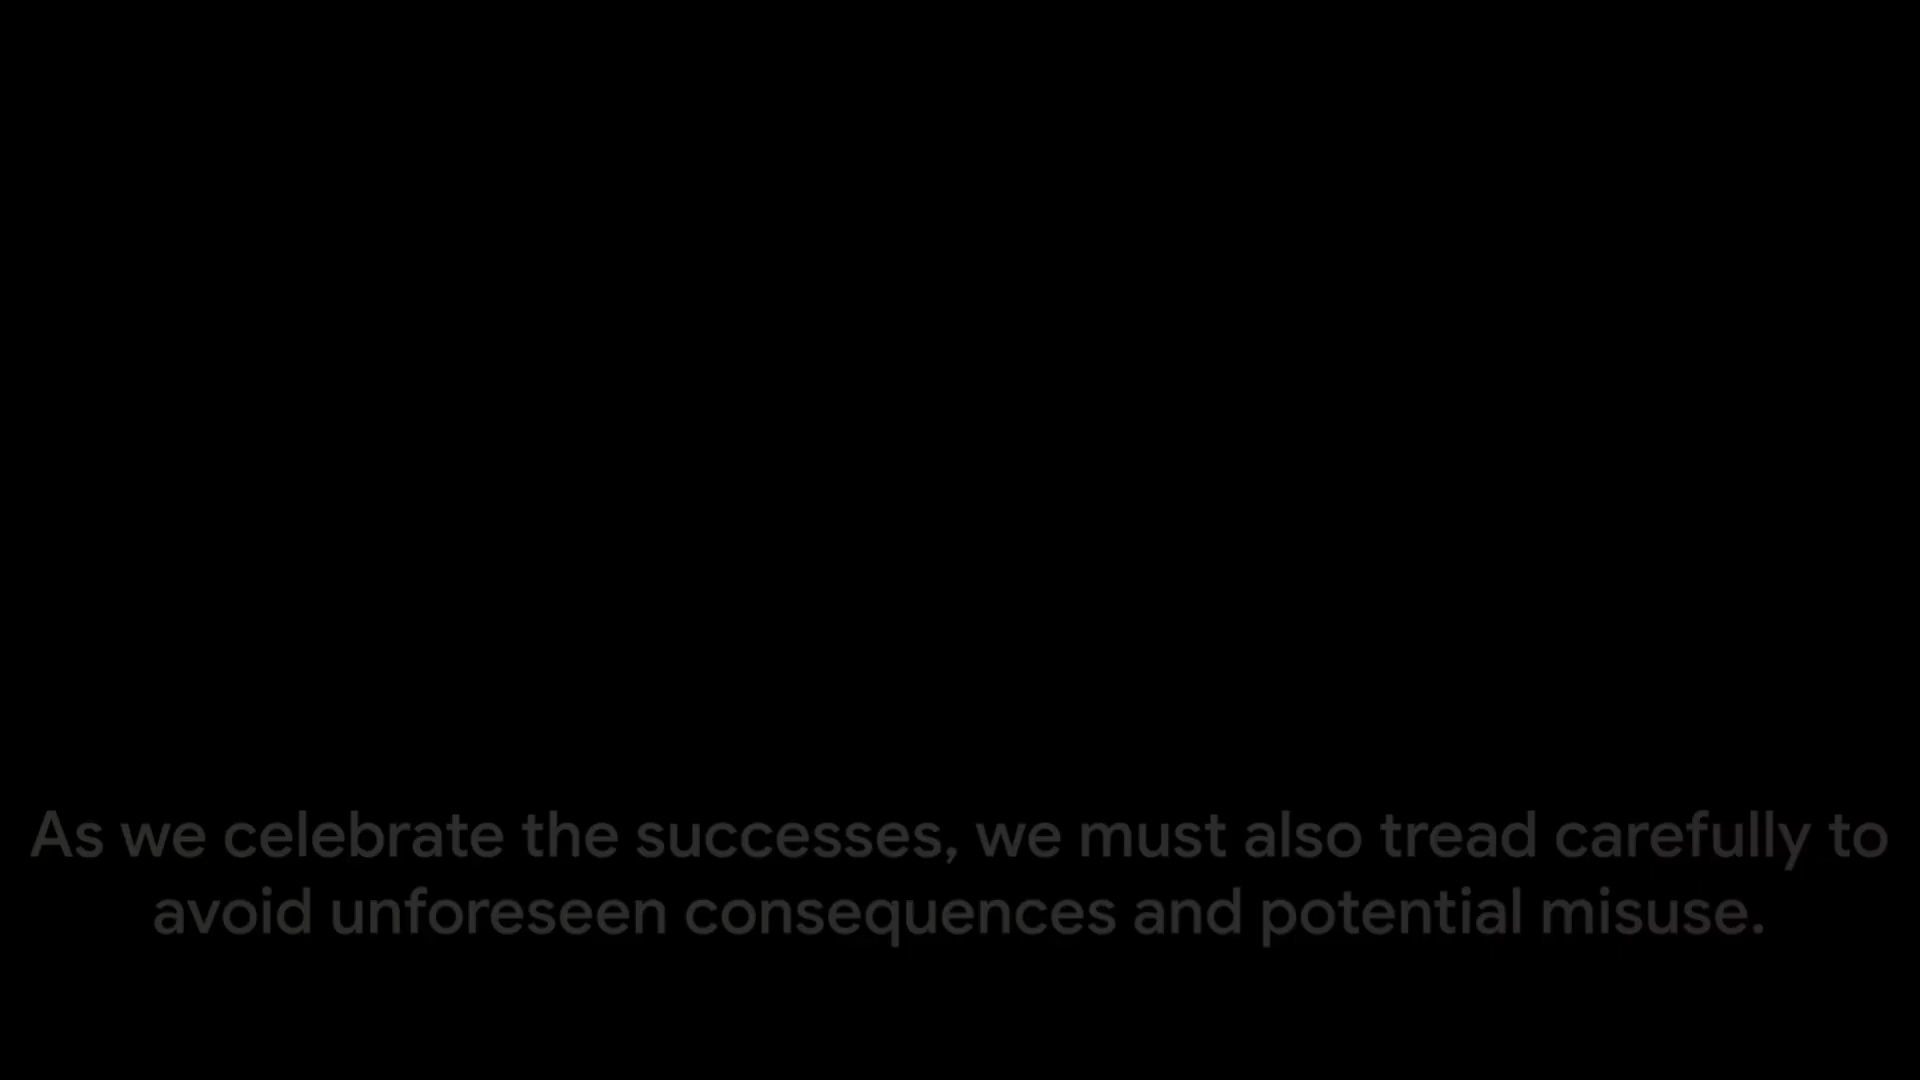 As we celebrate the successes, we must also tread carefully to
avoid unforeseen consequences and potential misuse.